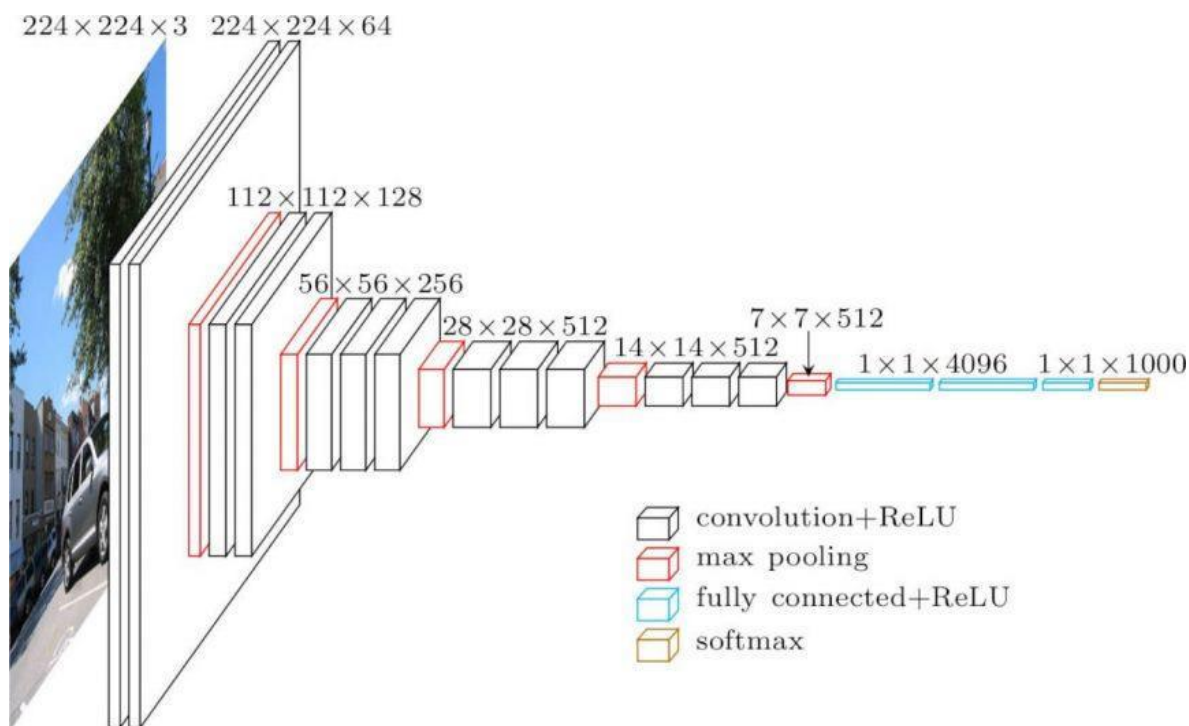 224×224×3
224×224×64
112×112×128
56×56×256
28×28×512
14×14×512
7×7×512
1×1×4096
1×1×1000
convolution+ReLU
max pooling
fully connected+ReLU
softmax